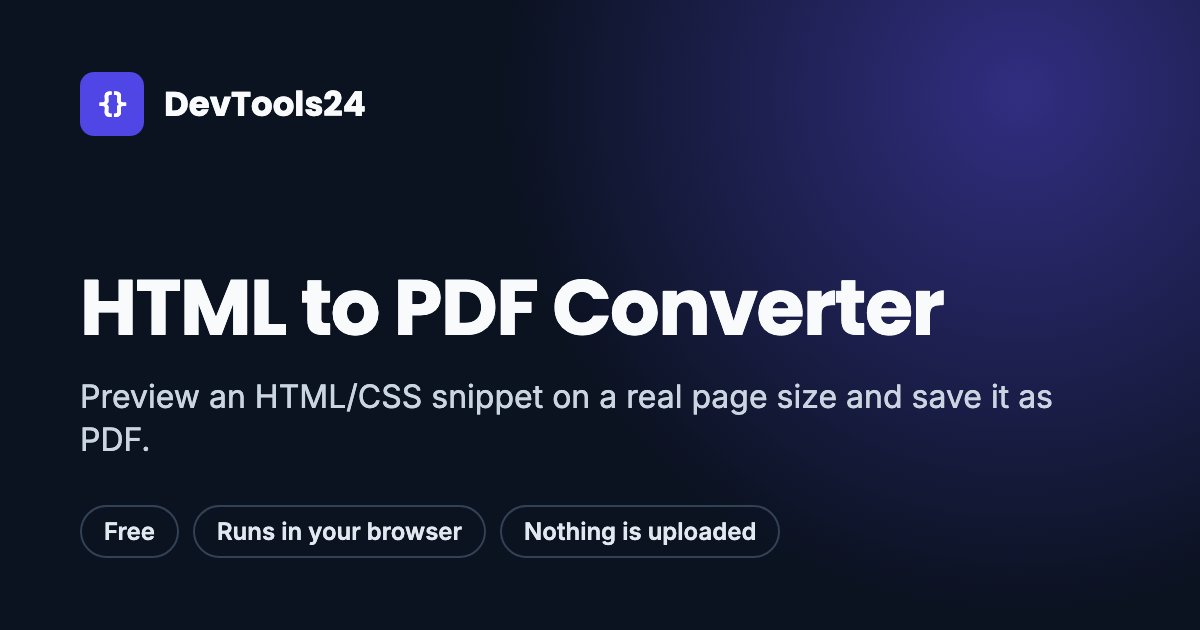 {} DevTools24
HTML to PDF Converter
Preview an HTML/CSS snippet on a real page size and save it as
PDF.
Free Runs in your browser Nothing is uploaded